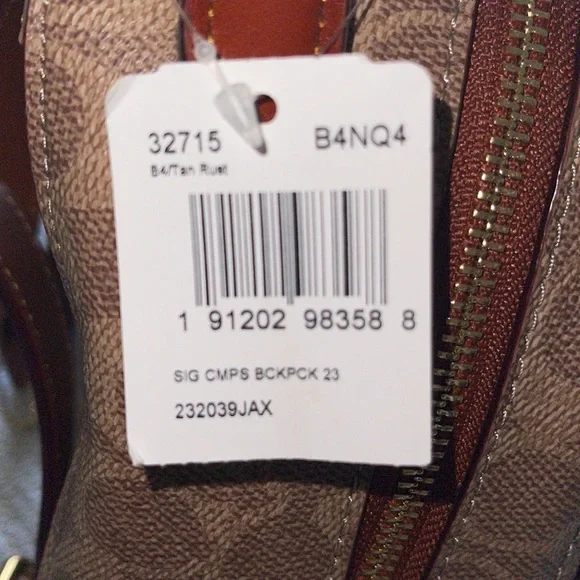 32715 B4NQ4
B4/Tan Rust
1 91202 98358 8
SIG CMPS BCKPCK 23
232039JAX